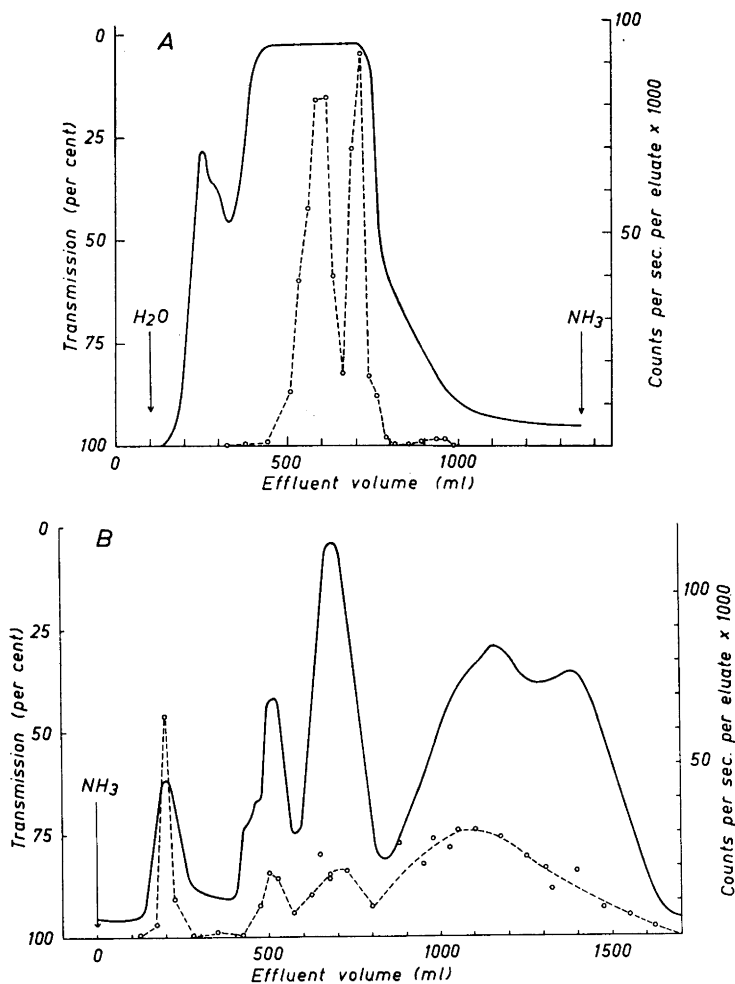 A
0
25
50
75
100
Transmission (per cent)
H2O
NH3
100
50
Counts per sec. per eluate x 1000
0
500
1000
Effluent volume (ml)
B
0
25
50
75
100
Transmission (per cent)
NH3
100
50
Counts per sec. per eluate x 1000
0
500
1000
1500
Effluent volume (ml)